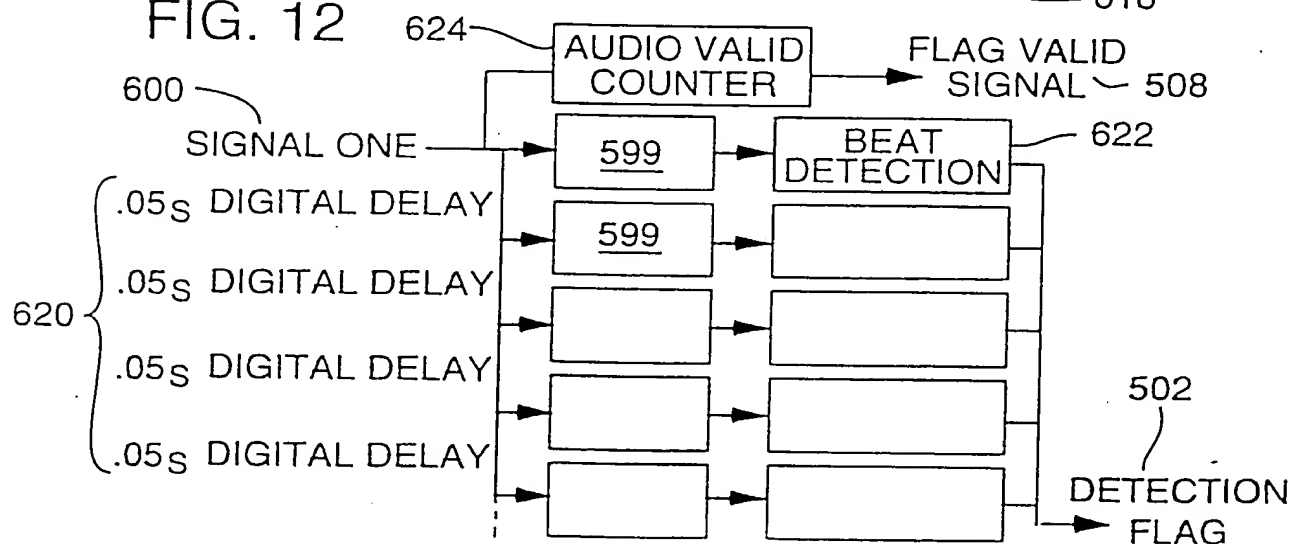 FIG. 12
624
AUDIO VALID
COUNTER
FLAG VALID
SIGNAL
508
600
SIGNAL ONE
599
BEAT
DETECTION
622
.05s DIGITAL DELAY
599
.05s DIGITAL DELAY
620
.05s DIGITAL DELAY
.05s DIGITAL DELAY
502
DETECTION
FLAG